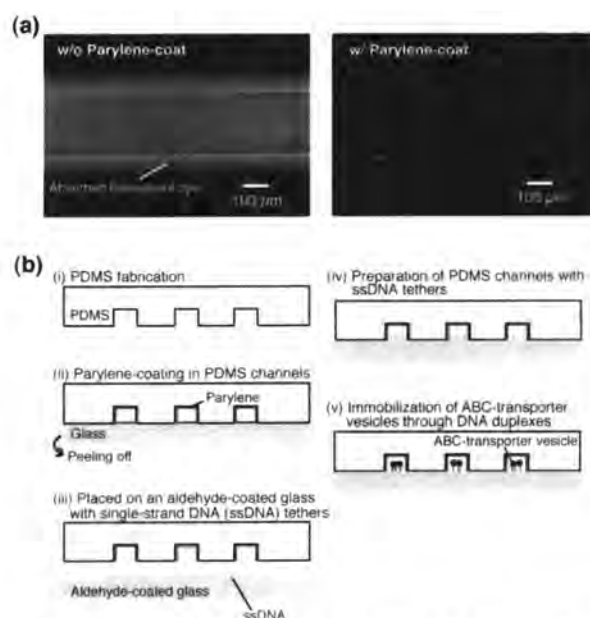 (a)
w/o Parylene-coat
w/ Parylene-coat
Absorbed fluorescent dye
100 μm
100 μm
(b)
(i) PDMS fabrication
PDMS
(ii) Parylene-coating in PDMS channels
Parylene
Glass
Peeling off
(iii) Placed on an aldehyde-coated glass
with single-strand DNA (ssDNA) tethers
Aldehyde-coated glass
ssDNA
(iv) Preparation of PDMS channels with
ssDNA tethers
(v) Immobilization of ABC-transporter
vesicles through DNA duplexes
ABC-transporter vesicle